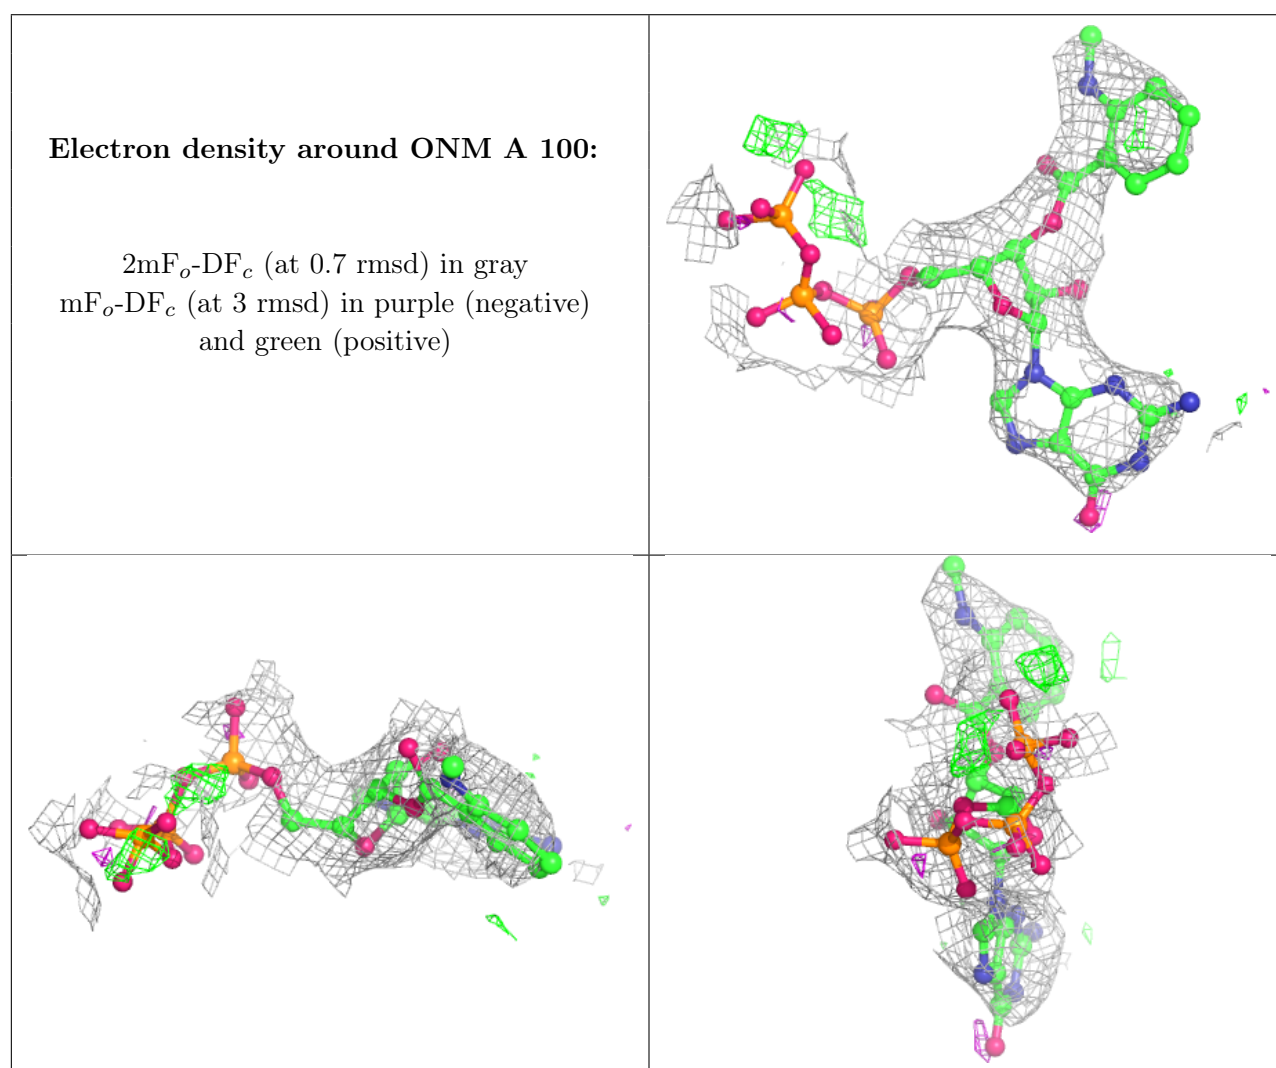 Electron density around ONM A 100:
2mFo-DFc (at 0.7 rmsd) in gray
mFo-DFc (at 3 rmsd) in purple (negative)
and green (positive)